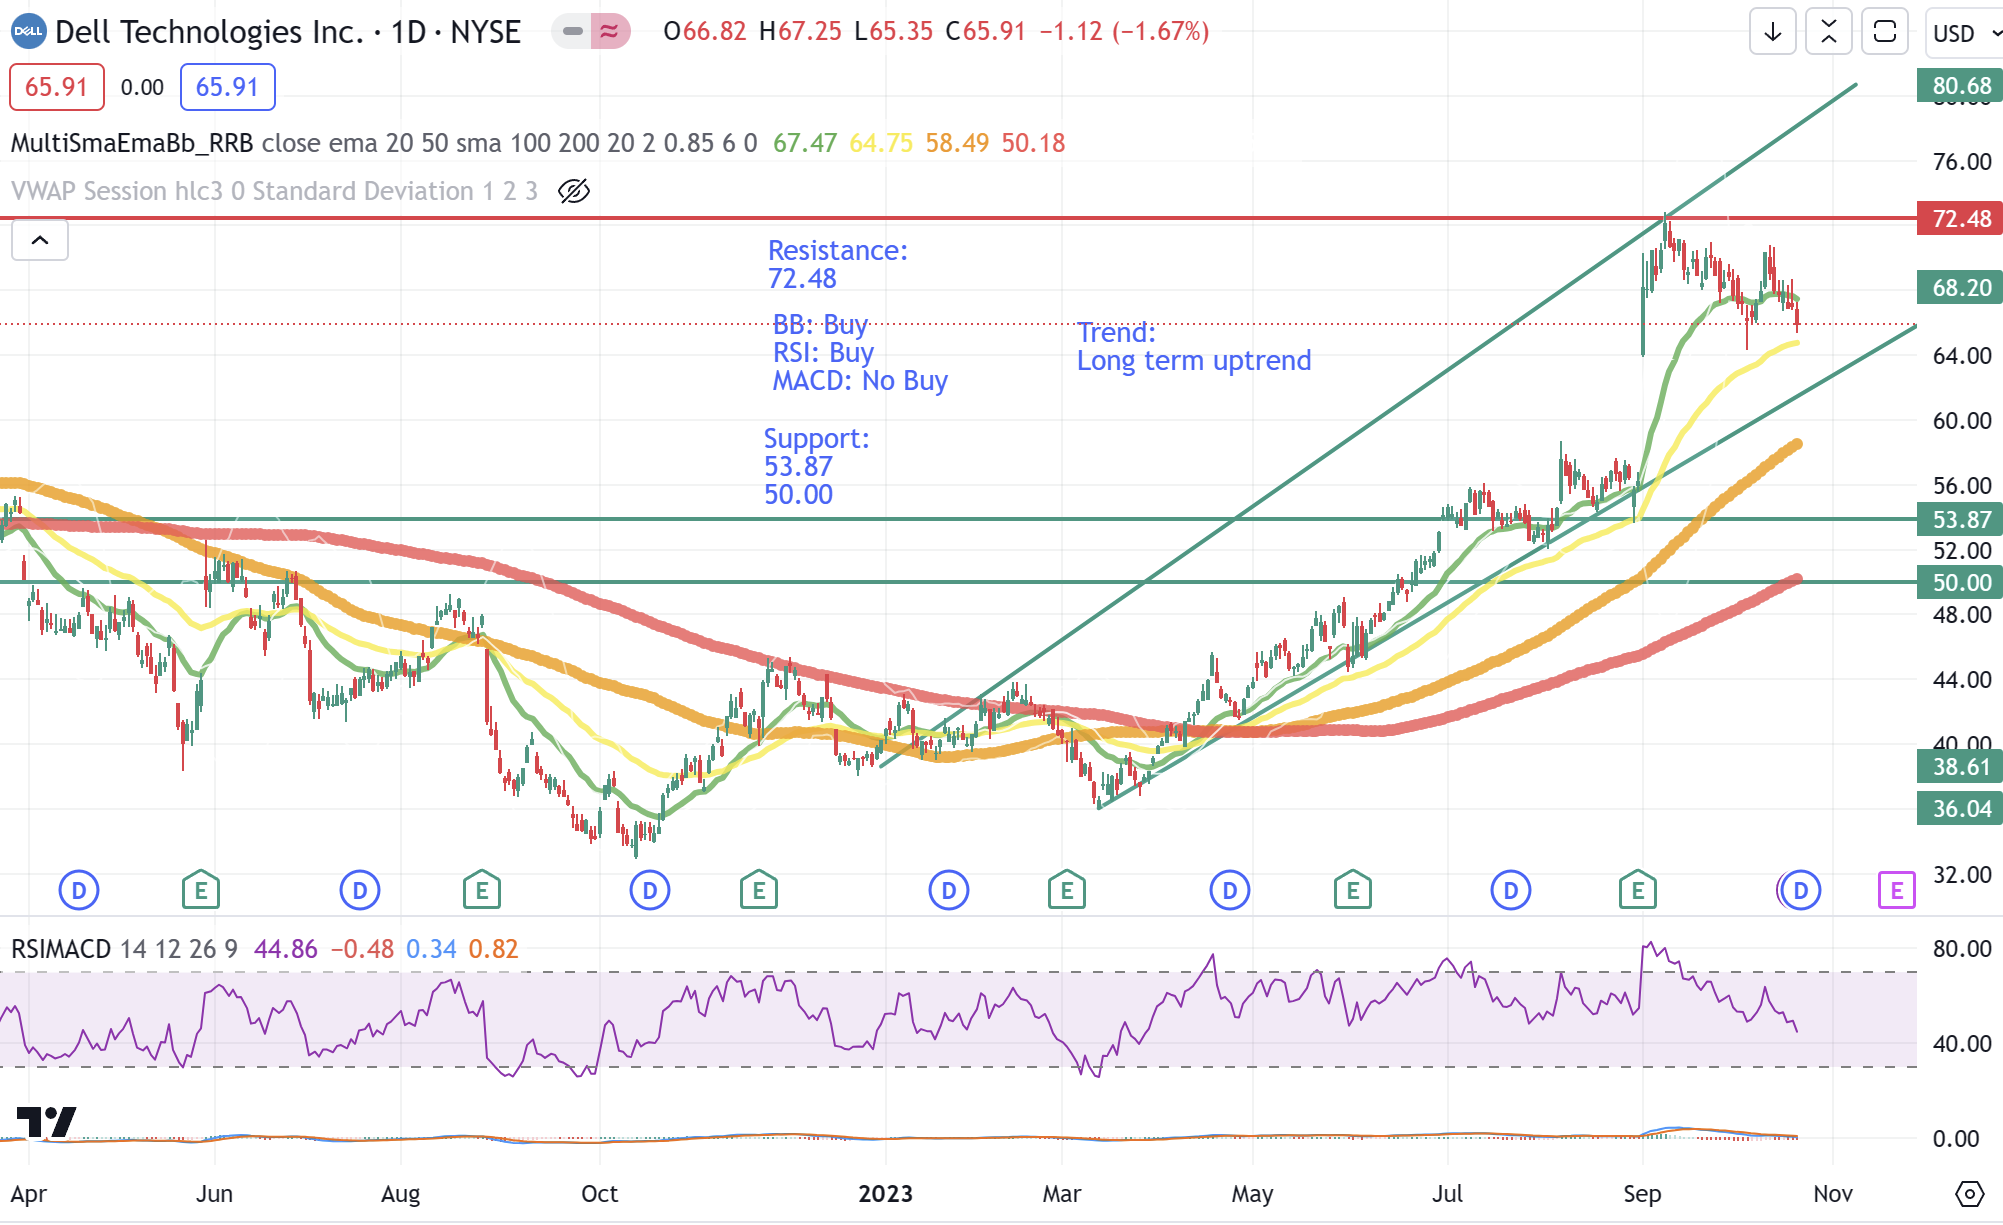 DELL Dell Technologies Inc. · 1D · NYSE O66.82 H67.25 L65.35 C65.91 −1.12 (−1.67%) USD
65.91 0.00 65.91
80.68
MultiSmaEmaBb_RRB close ema 20 50 sma 100 200 20 2 0.85 6 0 67.47 64.75 58.49 50.18
76.00
VWAP Session hlc3 0 Standard Deviation 1 2 3
72.48
Resistance:
72.48
68.20
BB: Buy
RSI: Buy
MACD: No Buy
Trend:
Long term uptrend
64.00
60.00
Support:
53.87
50.00
56.00
53.87
52.00
50.00
48.00
44.00
40.00
38.61
36.04
32.00
D E D E D E D E D E D E D E
RSIMACD 14 12 26 9 44.86 −0.48 0.34 0.82
80.00
40.00
0.00
Apr Jun Aug Oct 2023 Mar May Jul Sep Nov